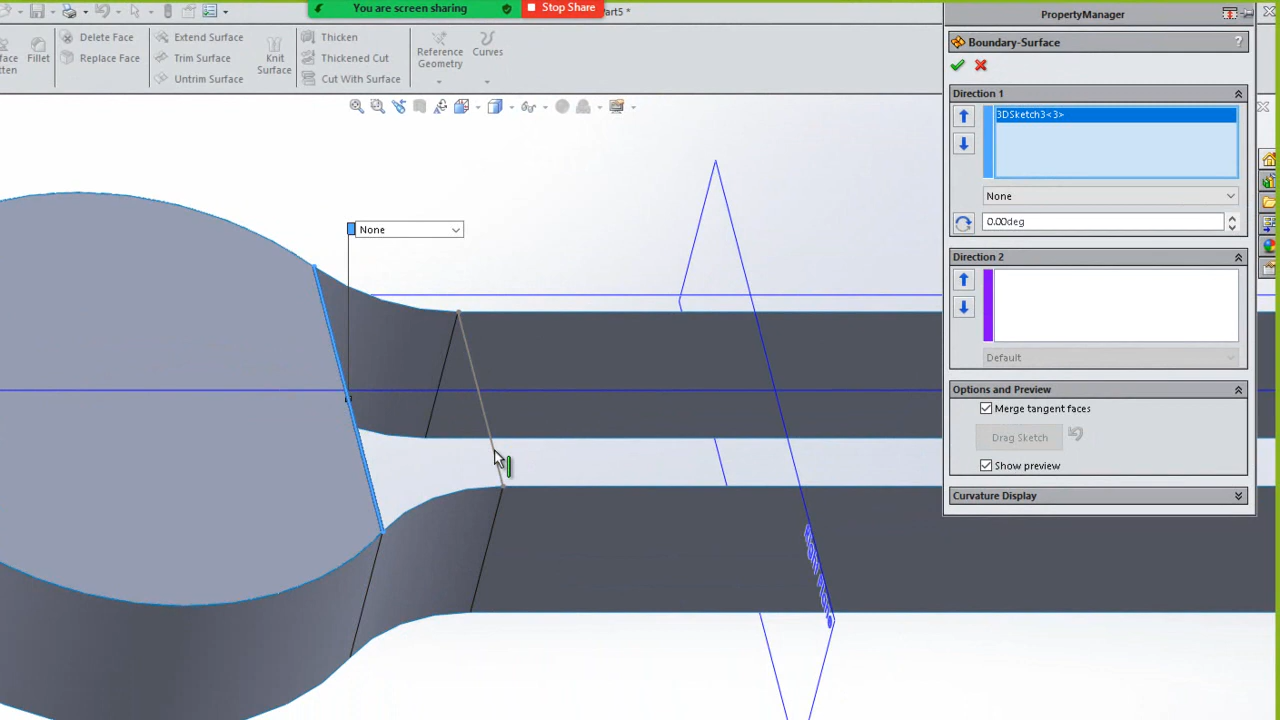 You are screen sharing
Stop Share
art5 *
Delete Face
Replace Face
Fillet
Extend Surface
Trim Surface
Untrim Surface
Knit
Surface
Thicken
Thickened Cut
Cut With Surface
Reference
Geometry
Curves
None
PropertyManager
Boundary-Surface
?
Direction 1
3DSketch3<3>
None
0.00deg
Direction 2
Default
Options and Preview
Merge tangent faces
Drag Sketch
Show preview
Curvature Display